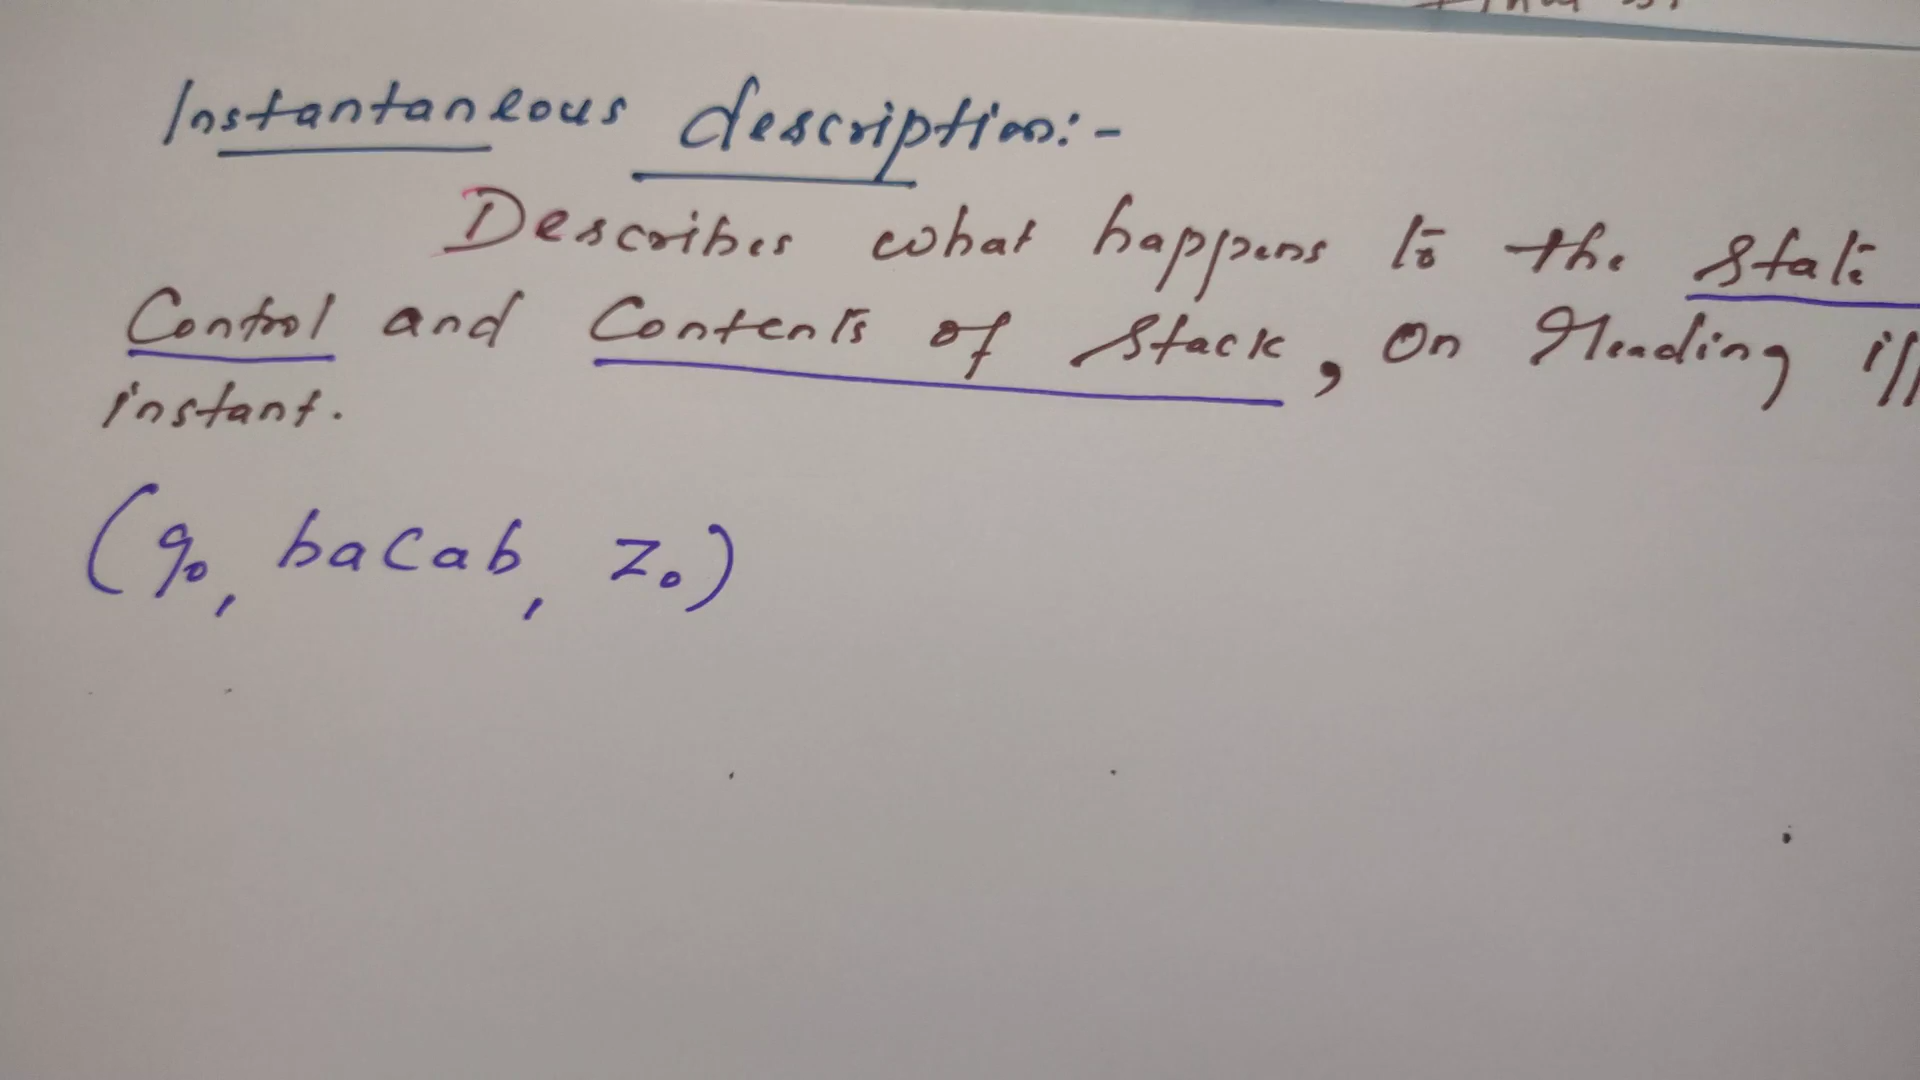 Instantaneous description:-
Describes what happens to the State
Control and Contents of Stack, on Reading
instant.
(q0, bacab, z0)